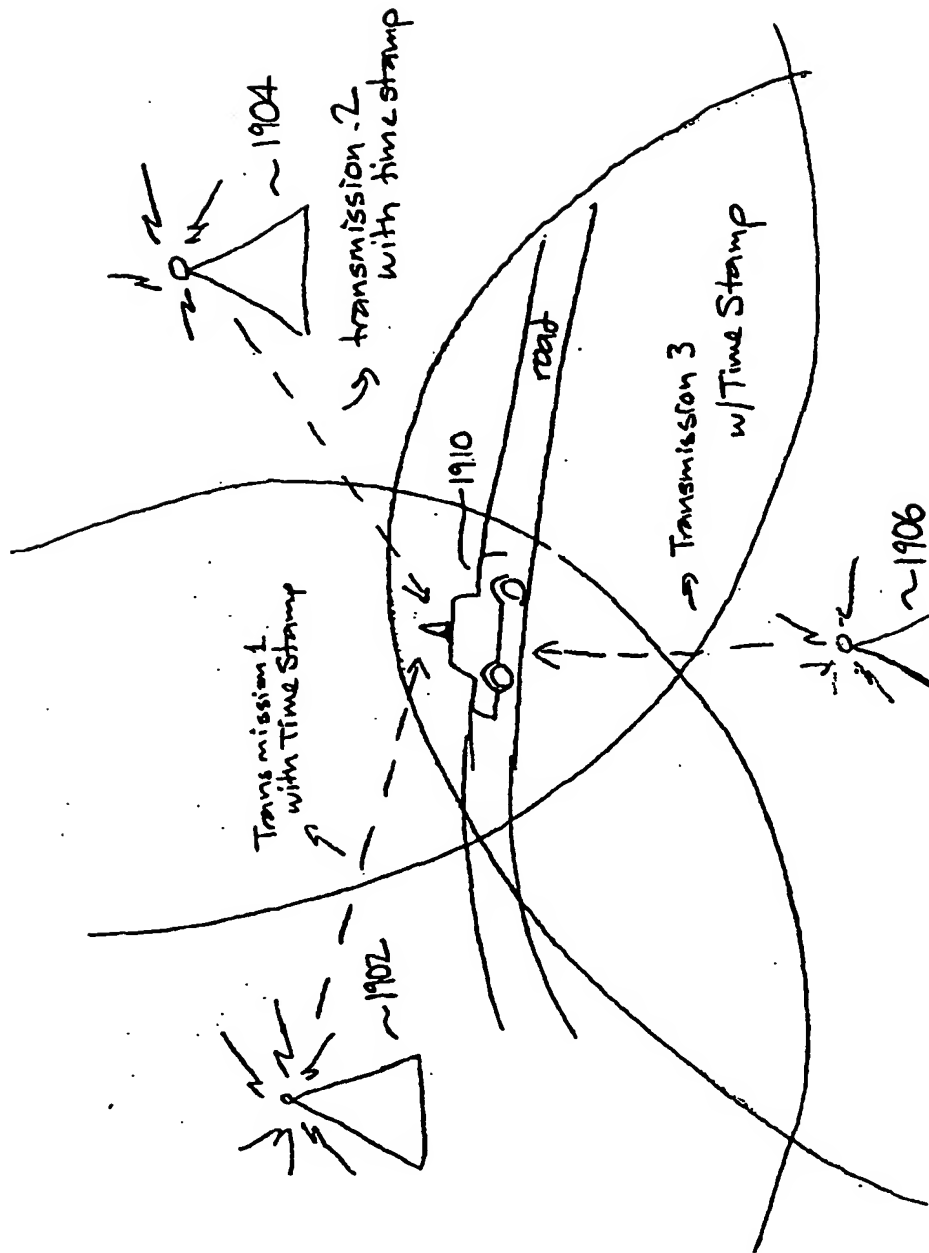 ~1904
transmission 2
with time stamp
Transmission 1
with Time Stamp
~1902
1910
road
Transmission 3
w/Time Stamp
~1906